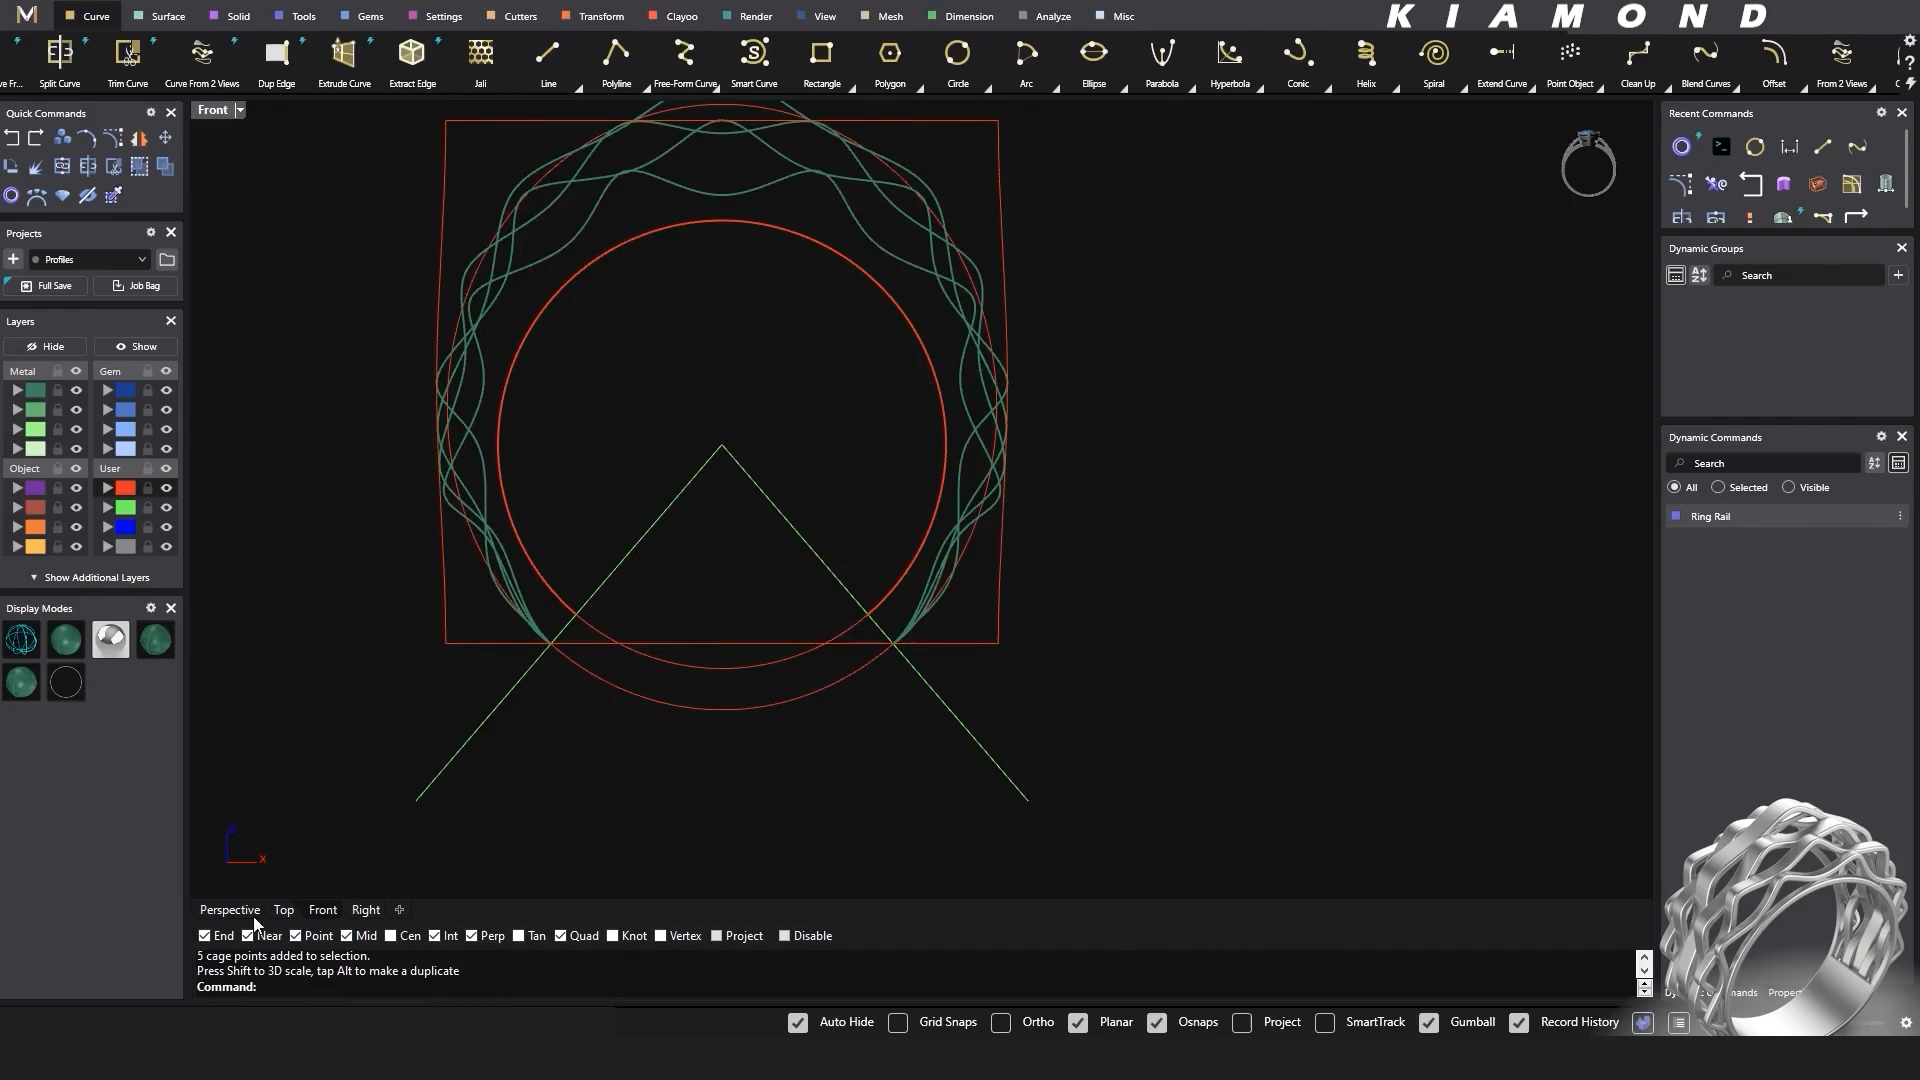 Curve Surface Solid Tools Gems Settings Cutters Transform Clayoo Render View Mesh Dimension Analyze Misc
KIAMOND
ve Fr... Split Curve Trim Curve Curve From 2 Views Dup Edge Extrude Curve Extract Edge Jali Line Polyline Free-Form Curve Smart Curve Rectangle Polygon Circle Arc Ellipse Parabola Hyperbola Conic Helix Spiral Extend Curve Point Object Clean Up Blend Curves Offset From 2 Views
Quick Commands
Projects
Profiles
Full Save Job Bag
Layers
Hide Show
Metal Gem
Object User
Show Additional Layers
Display Modes
Front
z
x
Perspective Top Front Right
End Near Point Mid Cen Int Perp Tan Quad Knot Vertex Project Disable
5 cage points added to selection.
Press Shift to 3D scale, tap Alt to make a duplicate
Command:
Recent Commands
Dynamic Groups
Search
Dynamic Commands
Search
All Selected Visible
Ring Rail
Auto Hide Grid Snaps Ortho Planar Osnaps Project SmartTrack Gumball Record History